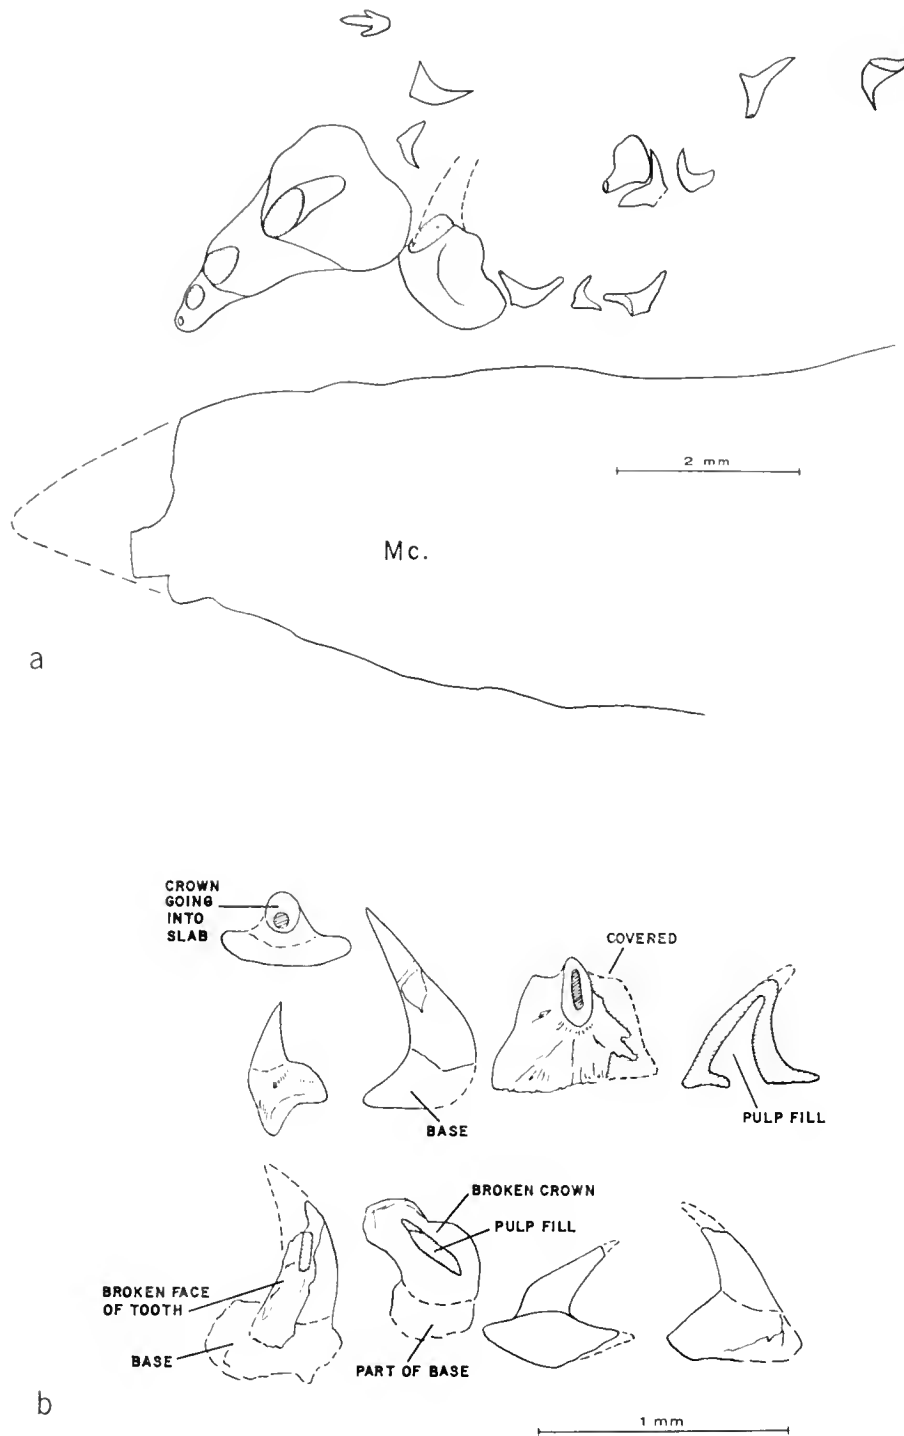 2 mm
Mc.
a
CROWN
GOING
INTO
SLAB
COVERED
BASE
PULP FILL
BROKEN CROWN
PULP FILL
BROKEN FACE
OF TOOTH
BASE
PART OF BASE
b
1 mm